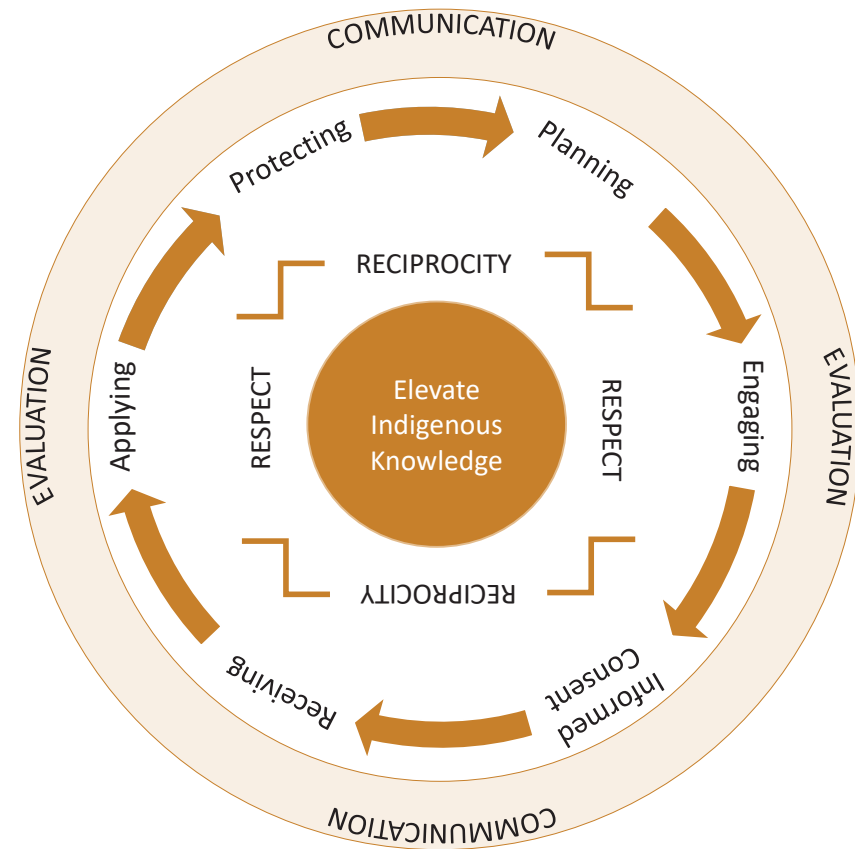 COMMUNICATION
Protecting
Planning
RECIPROCITY
EVALUATION
Applying
RESPECT
Elevate
Indigenous
Knowledge
RESPECT
Engaging
EVALUATION
RECIPROCITY
Receiving
Informed
Consent
COMMUNICATION